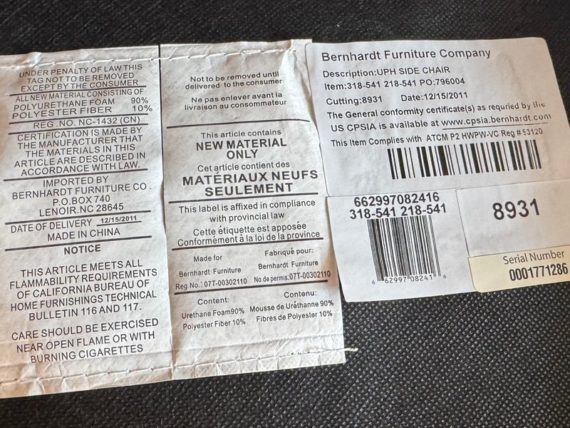 UNDER PENALTY OF LAW THIS
TAG NOT TO BE REMOVED
EXCEPT BY THE CONSUMER
ALL NEW MATERIAL CONSISTING OF
POLYURETHANE FOAM 90%
POLYESTER FIBER 10%
REG. NO. NC-1432 (CN)
CERTIFICATION IS MADE BY
THE MANUFACTURER THAT
THE MATERIALS IN THIS
ARTICLE ARE DESCRIBED IN
ACCORDANCE WITH LAW.
IMPORTED BY
BERNHARDT FURNITURE CO.
P.O.BOX 740
LENOIR.NC 28645
DATE OF DELIVERY 12/15/2011
MADE IN CHINA
NOTICE
THIS ARTICLE MEETS ALL
FLAMMABILITY REQUIREMENTS
OF CALIFORNIA BUREAU OF
HOME FURNISHINGS TECHNICAL
BULLETIN 116 AND 117.
CARE SHOULD BE EXERCISED
NEAR OPEN FLAME OR WITH
BURNING CIGARETTES
Not to be removed until
delivered to the consumer
Ne pas enlever avant la
livraison au consommateur
This article contains
NEW MATERIAL
ONLY
Cet article contient des
MATÉRIAUX NEUFS
SEULEMENT
This label is affixed in compliance
with provincial law
Cette étiquette est apposée
Conformément à la loi de la province
Made for
Bernhardt Furniture
Reg No.:077-00302110
Fabriqué pour:
Bernhardt Furniture
No.de permis:077-00302110
Content:
Urethane Foam90%
Polyester Fiber 10%
Contenu:
Mousse de Uréthanne 90%
Fibres de Polyester 10%
Bernhardt Furniture Company
Description:UPH SIDE CHAIR
Item:318-541 218-541 PO:796004
Cutting:8931 Date:12/15/2011
The General conformity certificate(s) as requried by the
US CPSIA is available at www.cpsia.bernhardt.com
This Item Complies with ATCM P2 HWPW-VC Reg # 53120
662997082416
318-541 218-541
6 62997 08241 6
8931
Serial Number
0001771286